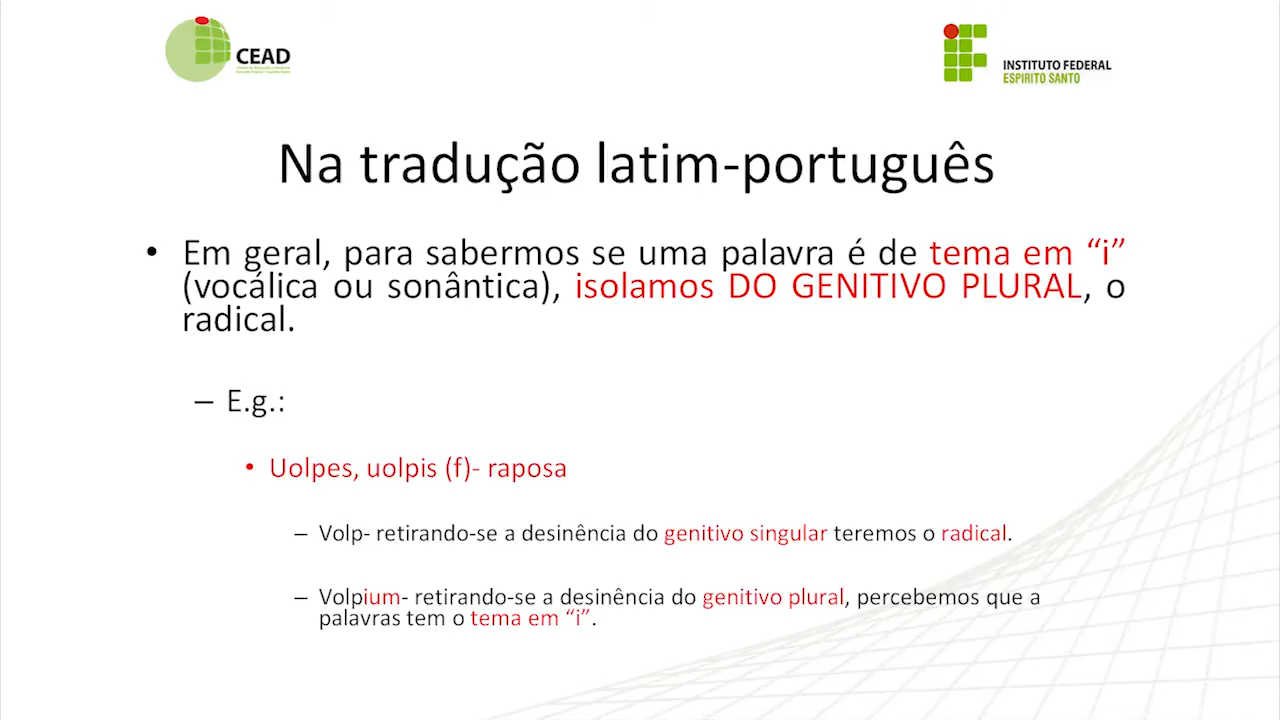 CEAD
INSTITUTO FEDERAL
ESPÍRITO SANTO
Na tradução latim-português
• Em geral, para sabermos se uma palavra é de tema em “i”
(vocálica ou sonântica), isolamos DO GENITIVO PLURAL, o
radical.
– E.g.:
• Uolpes, uolpis (f)- raposa
– Volp- retirando-se a desinência do genitivo singular teremos o radical.
– Volpium- retirando-se a desinência do genitivo plural, percebemos que a
palavras tem o tema em “i”.